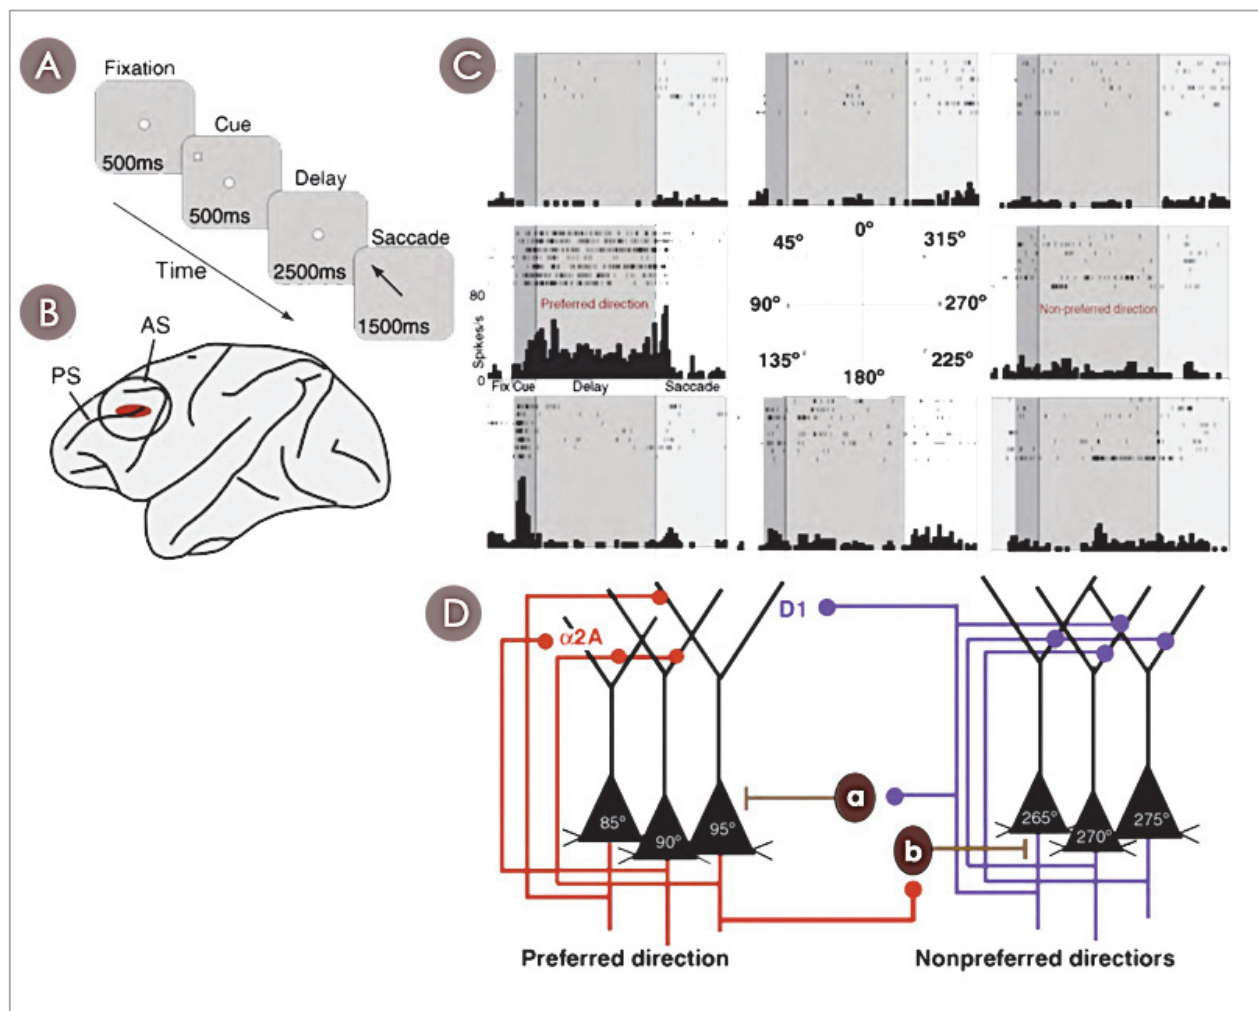 A
Fixation
500ms
Cue
500ms
Delay
2500ms
Saccade
1500ms
Time
B
AS
PS
C
80
Spikes/s
0
Preferred direction
Fix Cue Delay Saccade
0°
45° 315°
90° 270°
135° 225°
180°
Non-preferred direction
D
α2A
D1
85°
90°
95°
a
b
265°
270°
275°
Preferred direction
Nonpreferred directiors